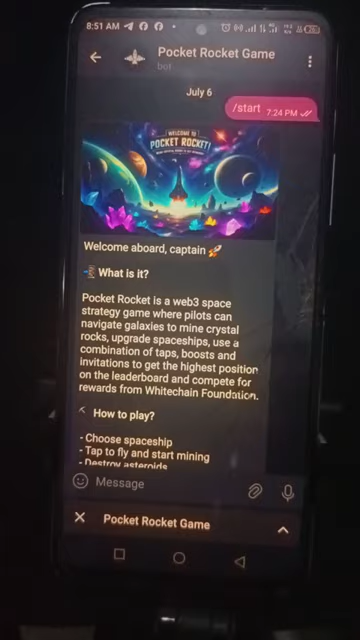 8:51 AM
Pocket Rocket Game
bot
July 6
/start 7:24 PM
WELCOME TO
POCKET ROCKET!
Welcome aboard, captain 🚀
What is it?
Pocket Rocket is a web3 space
strategy game where pilots can
navigate galaxies to mine crystal
rocks, upgrade spaceships, use a
combination of taps, boosts and
invitations to get the highest position
on the leaderboard and compete for
rewards from Whitechain Foundation.
How to play?
- Choose spaceship
- Tap to fly and start mining
- Destroy asteroids
Message
Pocket Rocket Game